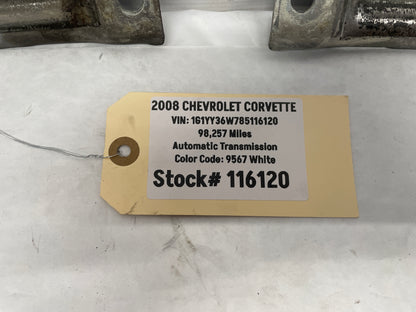 2008 CHEVROLET CORVETTE
VIN: 1G1YY36W785116120
98,257 Miles
Automatic Transmission
Color Code: 9567 White
Stock# 116120